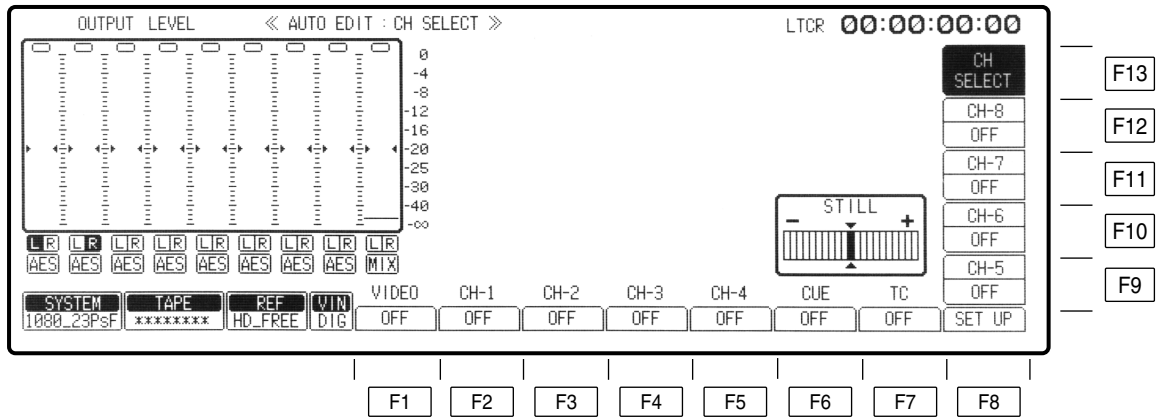 OUTPUT LEVEL ≪ AUTO EDIT : CH SELECT ≫ LTCR 00:00:00:00
0
-4
-8
-12
-16
-20
-25
-30
-40
-∞
CH SELECT
F13
CH-8
OFF
F12
CH-7
OFF
F11
CH-6
OFF
F10
CH-5
OFF
F9
STILL
- +
L R L R L R L R L R L R L R L R L R
AES AES AES AES AES AES AES AES MIX
SYSTEM TAPE REF VIN
1080_23PsF ******** HD_FREE DIG
VIDEO CH-1 CH-2 CH-3 CH-4 CUE TC
OFF OFF OFF OFF OFF OFF OFF SET UP
F1 F2 F3 F4 F5 F6 F7 F8